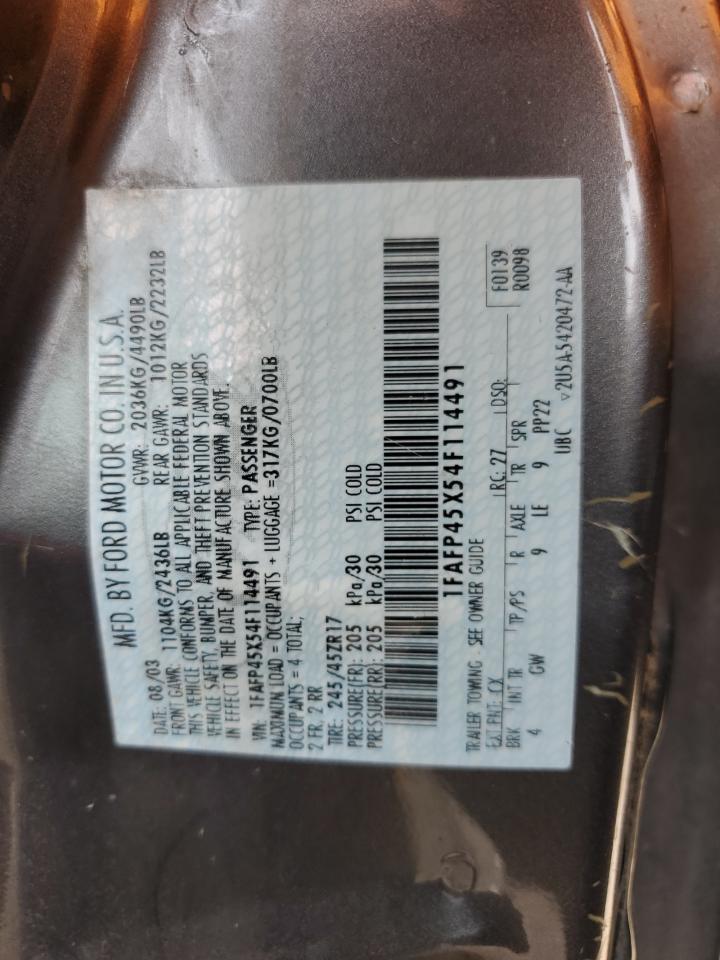 MFD. BY FORD MOTOR CO. IN U.S.A.
DATE: 08/03 GVWR: 2036KG/4490LB
FRONT GAWR: 1104KG/2436LB REAR GAWR: 1012KG/2232LB
THIS VEHICLE CONFORMS TO ALL APPLICABLE FEDERAL MOTOR
VEHICLE SAFETY, BUMPER, AND THEFT PREVENTION STANDARDS
IN EFFECT ON THE DATE OF MANUFACTURE SHOWN ABOVE.
VIN: 1FAFP45X54F114491 TYPE: PASSENGER
MAXIMUM LOAD = OCCUPANTS + LUGGAGE =317KG/0700LB
OCCUPANTS = 4 TOTAL;
2 FR, 2 RR
TIRE: 245/45ZR17
PRESSURE(FR): 205 kPa/30 PSI COLD
PRESSURE(RR): 205 kPa/30 PSI COLD
1FAFP45X54F114491
TRAILER TOWING . SEE OWNER GUIDE
EXT PNT: CX RC: 27 DSO: F0139
BRK INT TR TP/PS R AXLE TR SPR R0098
4 GW 9 LE 9 PP22
UBC
v2U5A-5420472-AA